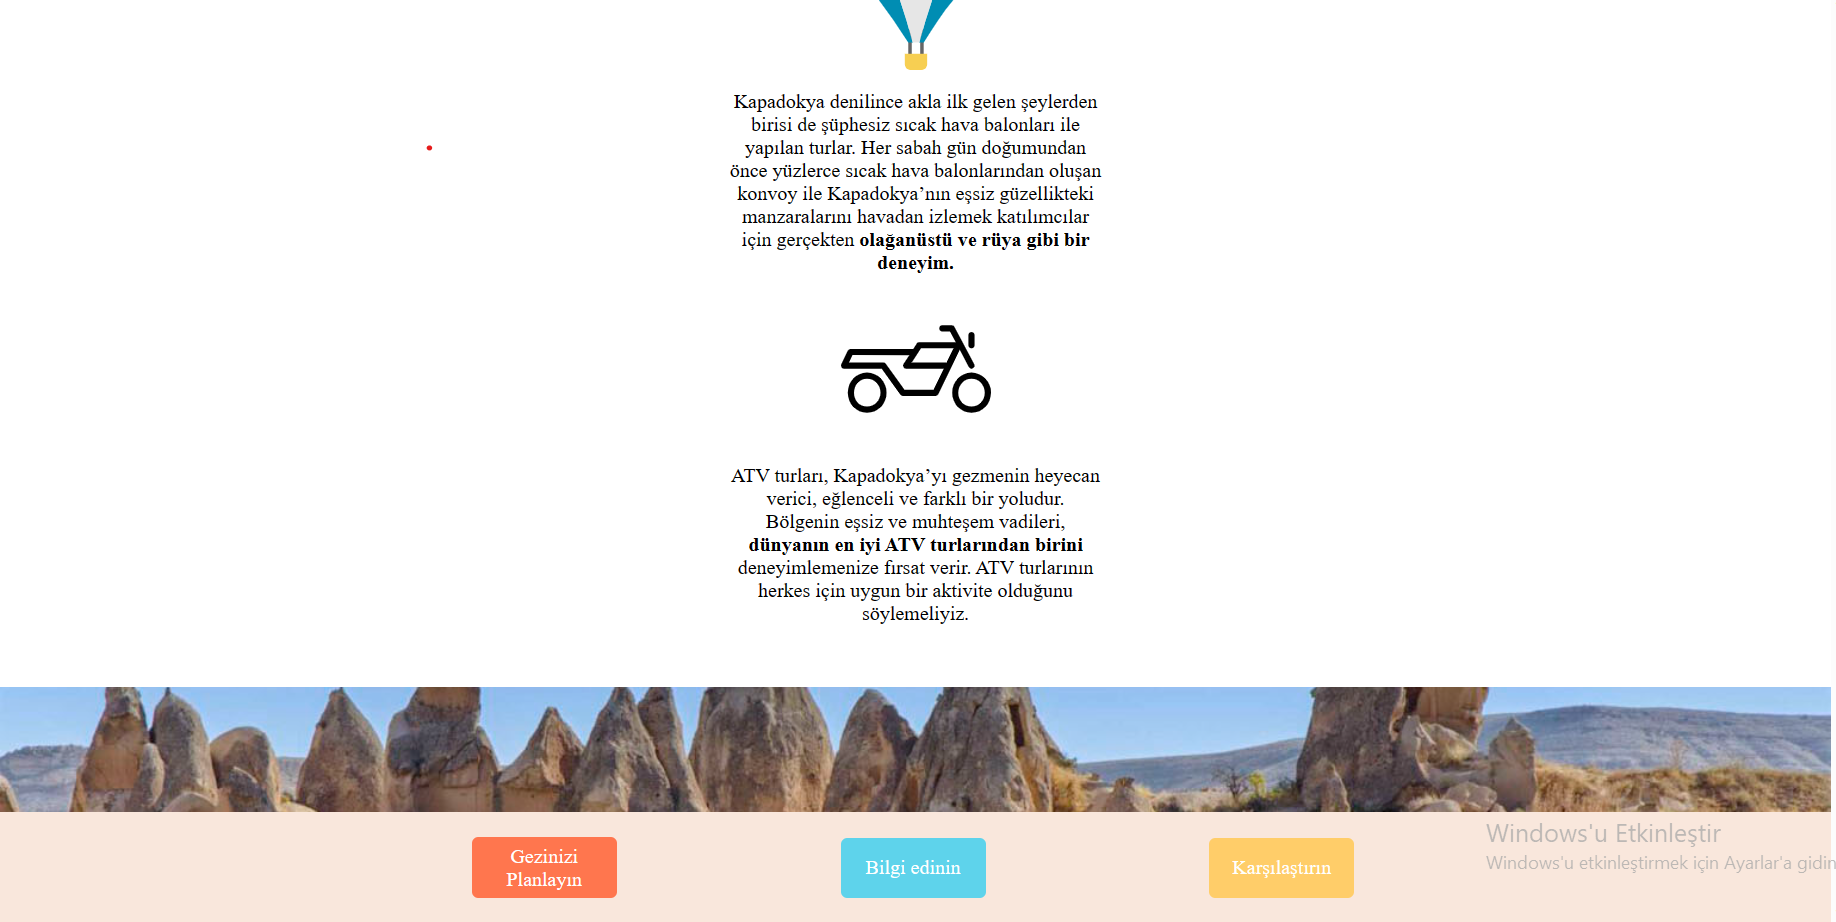 Kapadokya denilince akla ilk gelen şeylerden
birisi de şüphesiz sıcak hava balonları ile
yapılan turlar. Her sabah gün doğumundan
önce yüzlerce sıcak hava balonlarından oluşan
konvoy ile Kapadokya’nın eşsiz güzellikteki
manzaralarını havadan izlemek katılımcılar
için gerçekten olağanüstü ve rüya gibi bir
deneyim.
ATV turları, Kapadokya’yı gezmenin heyecan
verici, eğlenceli ve farklı bir yoludur.
Bölgenin eşsiz ve muhteşem vadileri,
dünyanın en iyi ATV turlarından birini
deneyimlemenize fırsat verir. ATV turlarının
herkes için uygun bir aktivite olduğunu
söylemeliyiz.
Gezinizi
Planlayın
Bilgi edinin
Karşılaştırın
Windows'u Etkinleştir
Windows'u etkinleştirmek için Ayarlar'a gidin